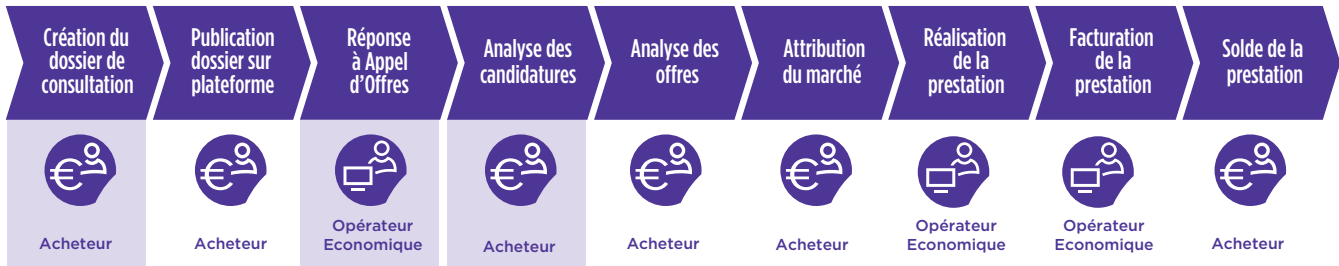 Création du
dossier de
consultation
Publication
dossier sur
plateforme
Réponse
à Appel
d'Offres
Analyse des
candidatures
Analyse des
offres
Attribution
du marché
Réalisation
de la
prestation
Facturation
de la
prestation
Solde de la
prestation
Acheteur
Acheteur
Opérateur
Economique
Acheteur
Acheteur
Acheteur
Opérateur
Economique
Opérateur
Economique
Acheteur